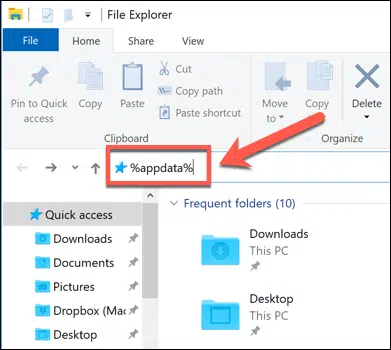 File Explorer
File Home Share View
Pin to Quick access
Copy
Paste
Cut
Copy path
Paste shortcut
Move to
Copy
Delete
Clipboard
Organize
%appdata%
Quick access
Downloads
Documents
Pictures
Dropbox (Mac
Desktop
Frequent folders (10)
Downloads
This PC
Desktop
This PC